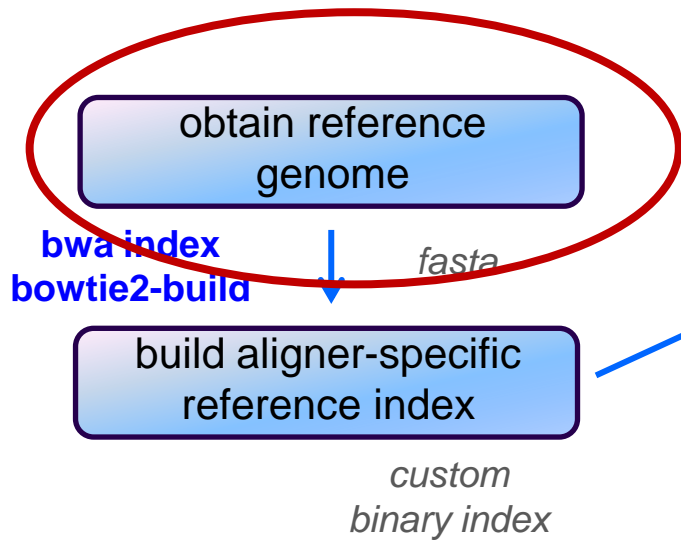 obtain reference
genome
bwa index
bowtie2-build
fasta
build aligner-specific
reference index
custom
binary index